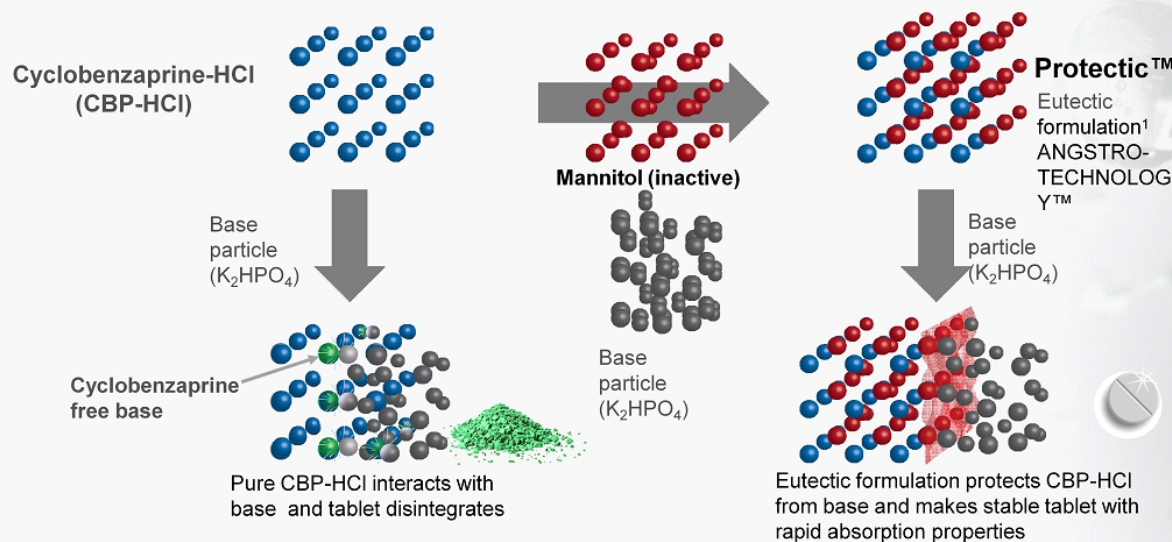 Cyclobenzaprine-HCl
(CBP-HCl)
Mannitol (inactive)
Protectic™
Eutectic
formulation¹
ANGSTRO-
TECHNOLOG
Y™
Base
particle
(K₂HPO₄)
Base
particle
(K₂HPO₄)
Base
particle
(K₂HPO₄)
Cyclobenzaprine
free base
Pure CBP-HCl interacts with
base and tablet disintegrates
Eutectic formulation protects CBP-HCl
from base and makes stable tablet with
rapid absorption properties